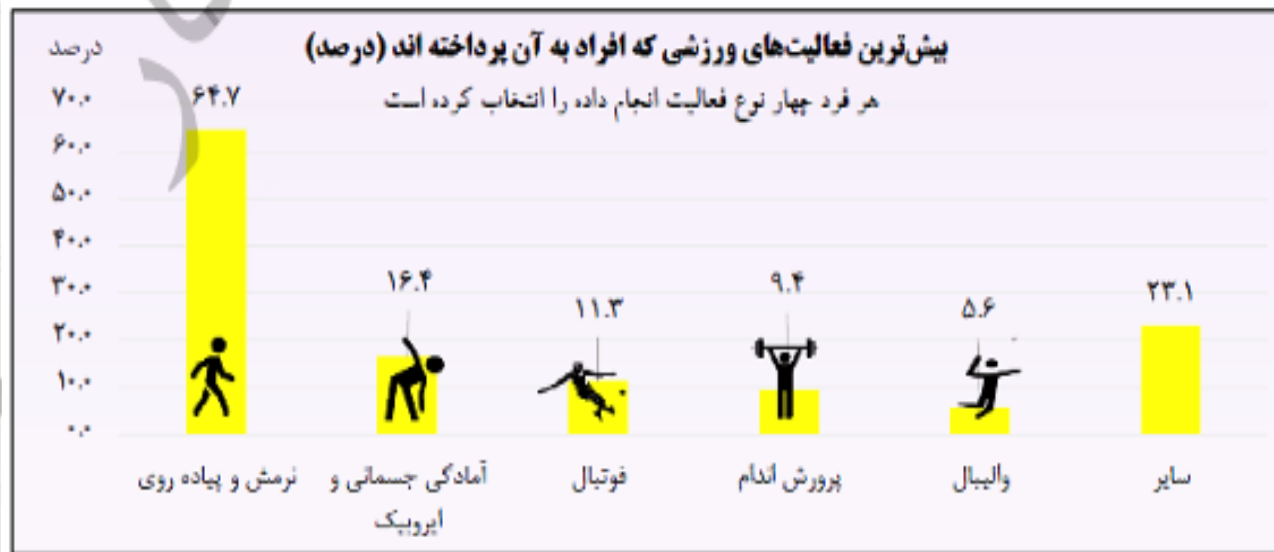 بیش‌ترین فعالیت‌های ورزشی که افراد به آن پرداخته اند (درصد)
هر فرد چهار نوع فعالیت انجام داده را انتخاب کرده است
درصد
۷۰.۰
۶۰.۰
۵۰.۰
۴۰.۰
۳۰.۰
۲۰.۰
۱۰.۰
۰.۰
۶۴.۷
۱۶.۴
۱۱.۳
۹.۴
۵.۶
۲۳.۱
نرمش و پیاده روی
آمادگی جسمانی و
ایروبیک
فوتبال
پرورش اندام
والیبال
سایر